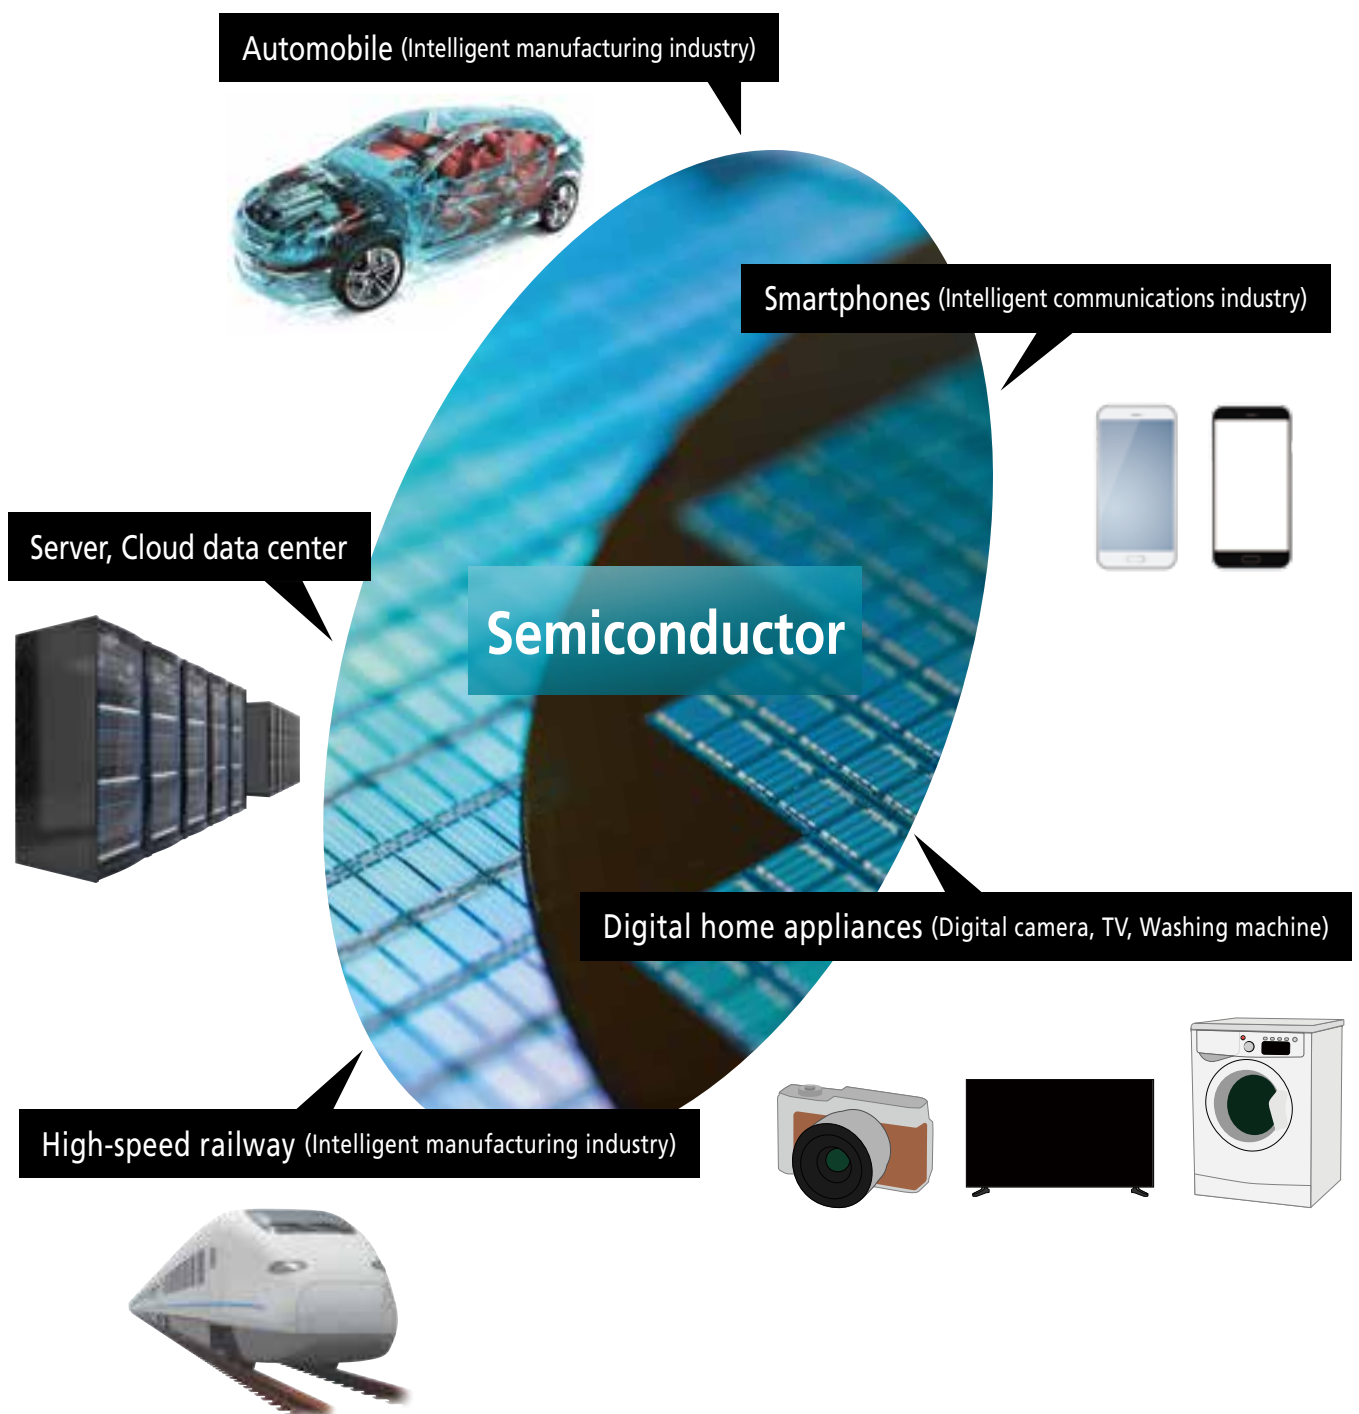 Automobile (Intelligent manufacturing industry)
Smartphones (Intelligent communications industry)
Server, Cloud data center
Semiconductor
Digital home appliances (Digital camera, TV, Washing machine)
High-speed railway (Intelligent manufacturing industry)